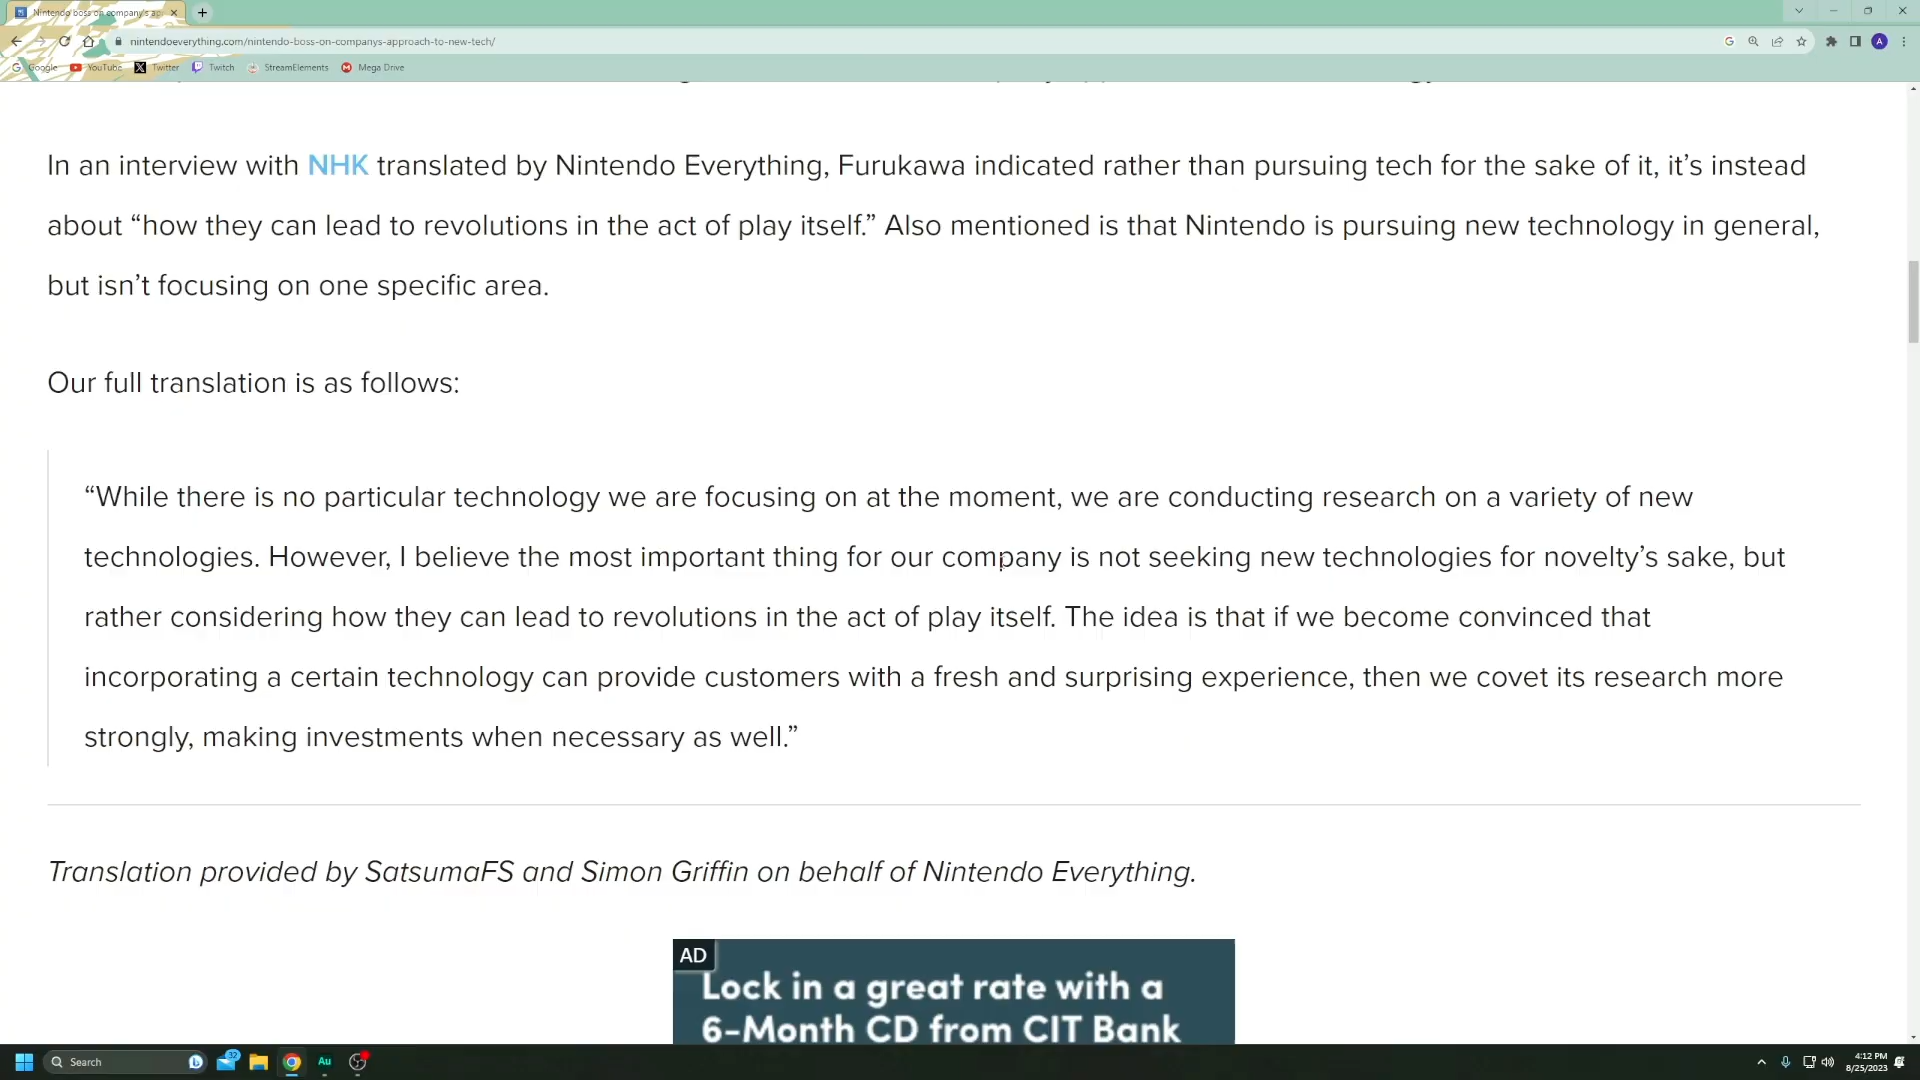 Nintendo boss on company's ap
nintendoeverything.com/nintendo-boss-on-companys-approach-to-new-tech/
Google YouTube Twitter Twitch StreamElements Mega Drive
In an interview with NHK translated by Nintendo Everything, Furukawa indicated rather than pursuing tech for the sake of it, it’s instead
about “how they can lead to revolutions in the act of play itself.” Also mentioned is that Nintendo is pursuing new technology in general,
but isn’t focusing on one specific area.
Our full translation is as follows:
“While there is no particular technology we are focusing on at the moment, we are conducting research on a variety of new
technologies. However, I believe the most important thing for our company is not seeking new technologies for novelty’s sake, but
rather considering how they can lead to revolutions in the act of play itself. The idea is that if we become convinced that
incorporating a certain technology can provide customers with a fresh and surprising experience, then we covet its research more
strongly, making investments when necessary as well.”
Translation provided by SatsumaFS and Simon Griffin on behalf of Nintendo Everything.
AD
Lock in a great rate with a
6-Month CD from CIT Bank
Search
32
Au
4:12 PM
8/25/2023